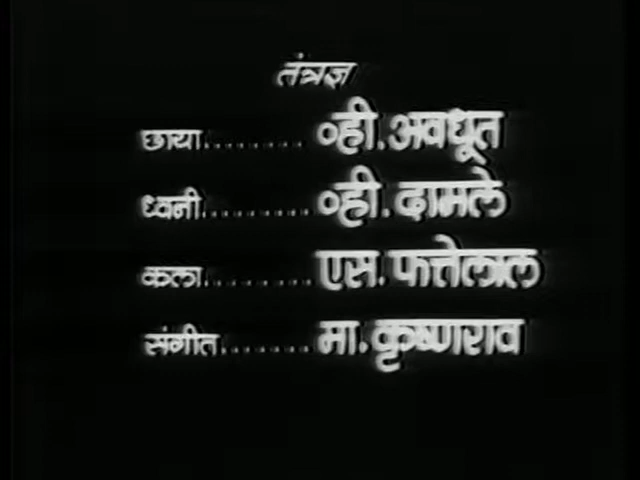 तंत्रज्ञ
छाया........ व्ही. अवधूत
ध्वनी........ व्ही. दामले
कला........ एस. फत्तेलाल
संगीत....... मा. कृष्णराव